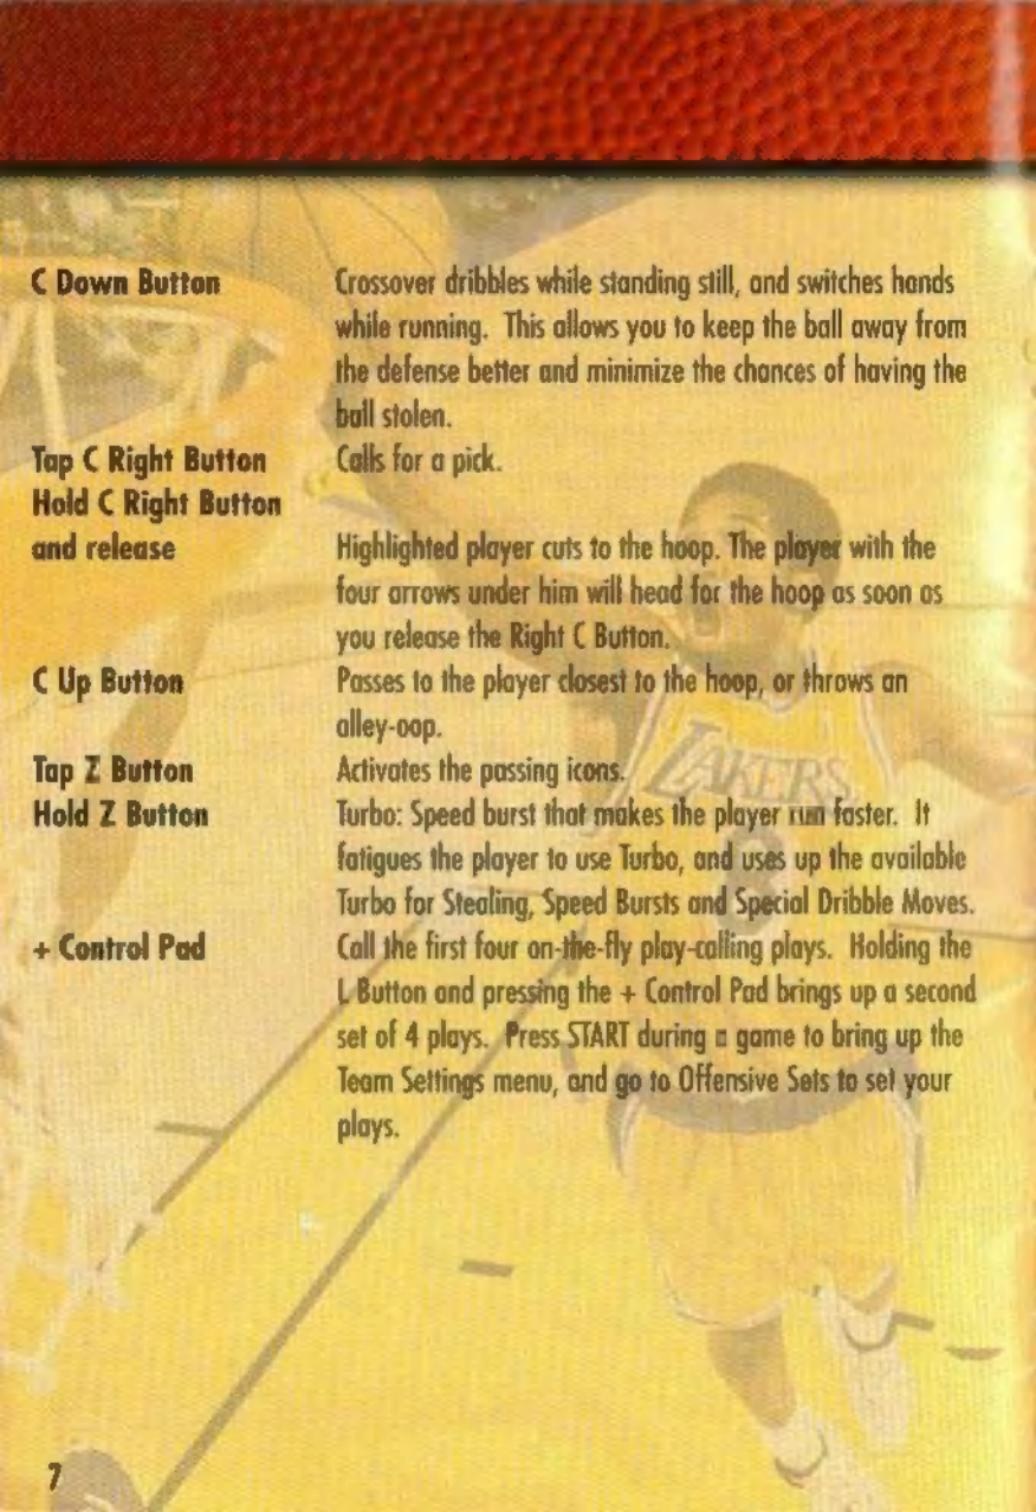 C Down Button Crossover dribbles while standing still, and switches hands
while running. This allows you to keep the ball away from
the defense better and minimize the chances of having the
ball stolen.
Tap C Right Button Calls for a pick.
Hold C Right Button
and release Highlighted player cuts to the hoop. The player with the
four arrows under him will head for the hoop as soon as
you release the Right C Button.
C Up Button Passes to the player closest to the hoop, or throws an
alley-oop.
Tap Z Button Activates the passing icons.
LAKERS
Hold Z Button Turbo: Speed burst that makes the player run faster. It
fatigues the player to use Turbo, and uses up the available
Turbo for Stealing, Speed Bursts and Special Dribble Moves.
+ Control Pad Call the first four on-the-fly play-calling plays. Holding the
L Button and pressing the + Control Pad brings up a second
set of 4 plays. Press START during a game to bring up the
Team Settings menu, and go to Offensive Sets to set your
plays.
7